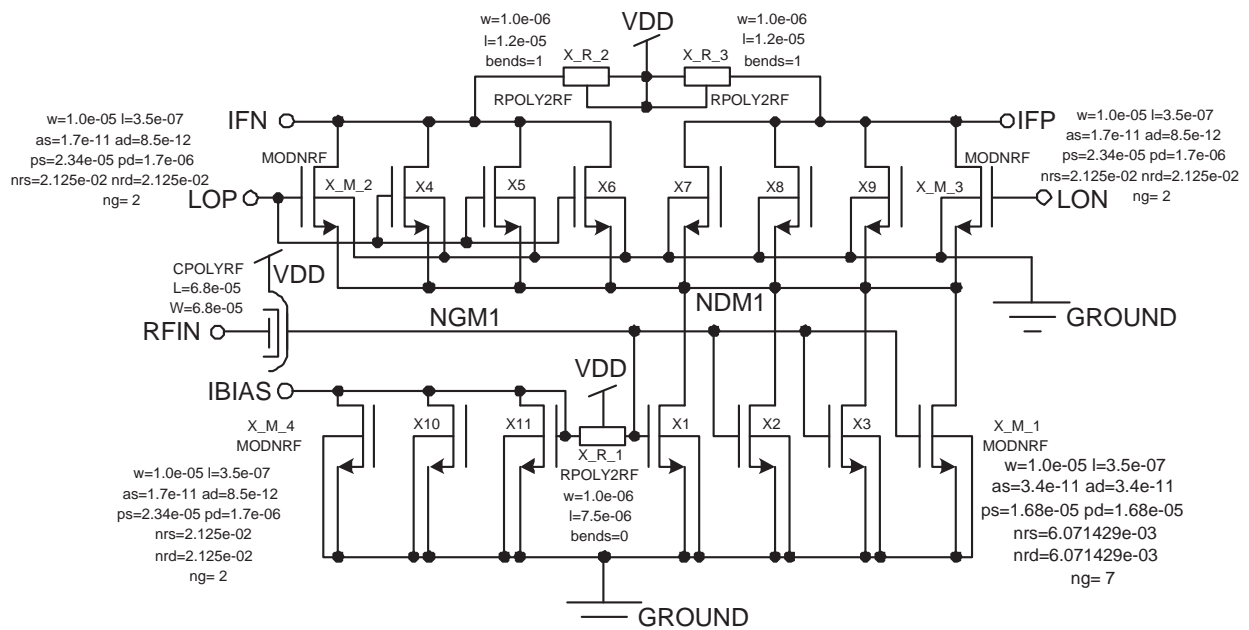 w=1.0e-06
l=1.2e-05
bends=1
X_R_2
RPOLY2RF
VDD
w=1.0e-06
l=1.2e-05
bends=1
X_R_3
RPOLY2RF
IFN
IFP
w=1.0e-05 l=3.5e-07
as=1.7e-11 ad=8.5e-12
ps=2.34e-05 pd=1.7e-06
nrs=2.125e-02 nrd=2.125e-02
ng= 2
MODNRF
X_M_2
X4
X5
X6
X7
X8
X9
X_M_3
MODNRF
w=1.0e-05 l=3.5e-07
as=1.7e-11 ad=8.5e-12
ps=2.34e-05 pd=1.7e-06
nrs=2.125e-02 nrd=2.125e-02
ng= 2
LOP
LON
CPOLYRF
L=6.8e-05
W=6.8e-05
VDD
RFIN
NGM1
NDM1
GROUND
IBIAS
VDD
X_M_4
MODNRF
X10
X11
X_R_1
RPOLY2RF
w=1.0e-06
l=7.5e-06
bends=0
X1
X2
X3
X_M_1
MODNRF
w=1.0e-05 l=3.5e-07
as=1.7e-11 ad=8.5e-12
ps=2.34e-05 pd=1.7e-06
nrs=2.125e-02
nrd=2.125e-02
ng= 2
w=1.0e-05 l=3.5e-07
as=3.4e-11 ad=3.4e-11
ps=1.68e-05 pd=1.68e-05
nrs=6.071429e-03
nrd=6.071429e-03
ng= 7
GROUND